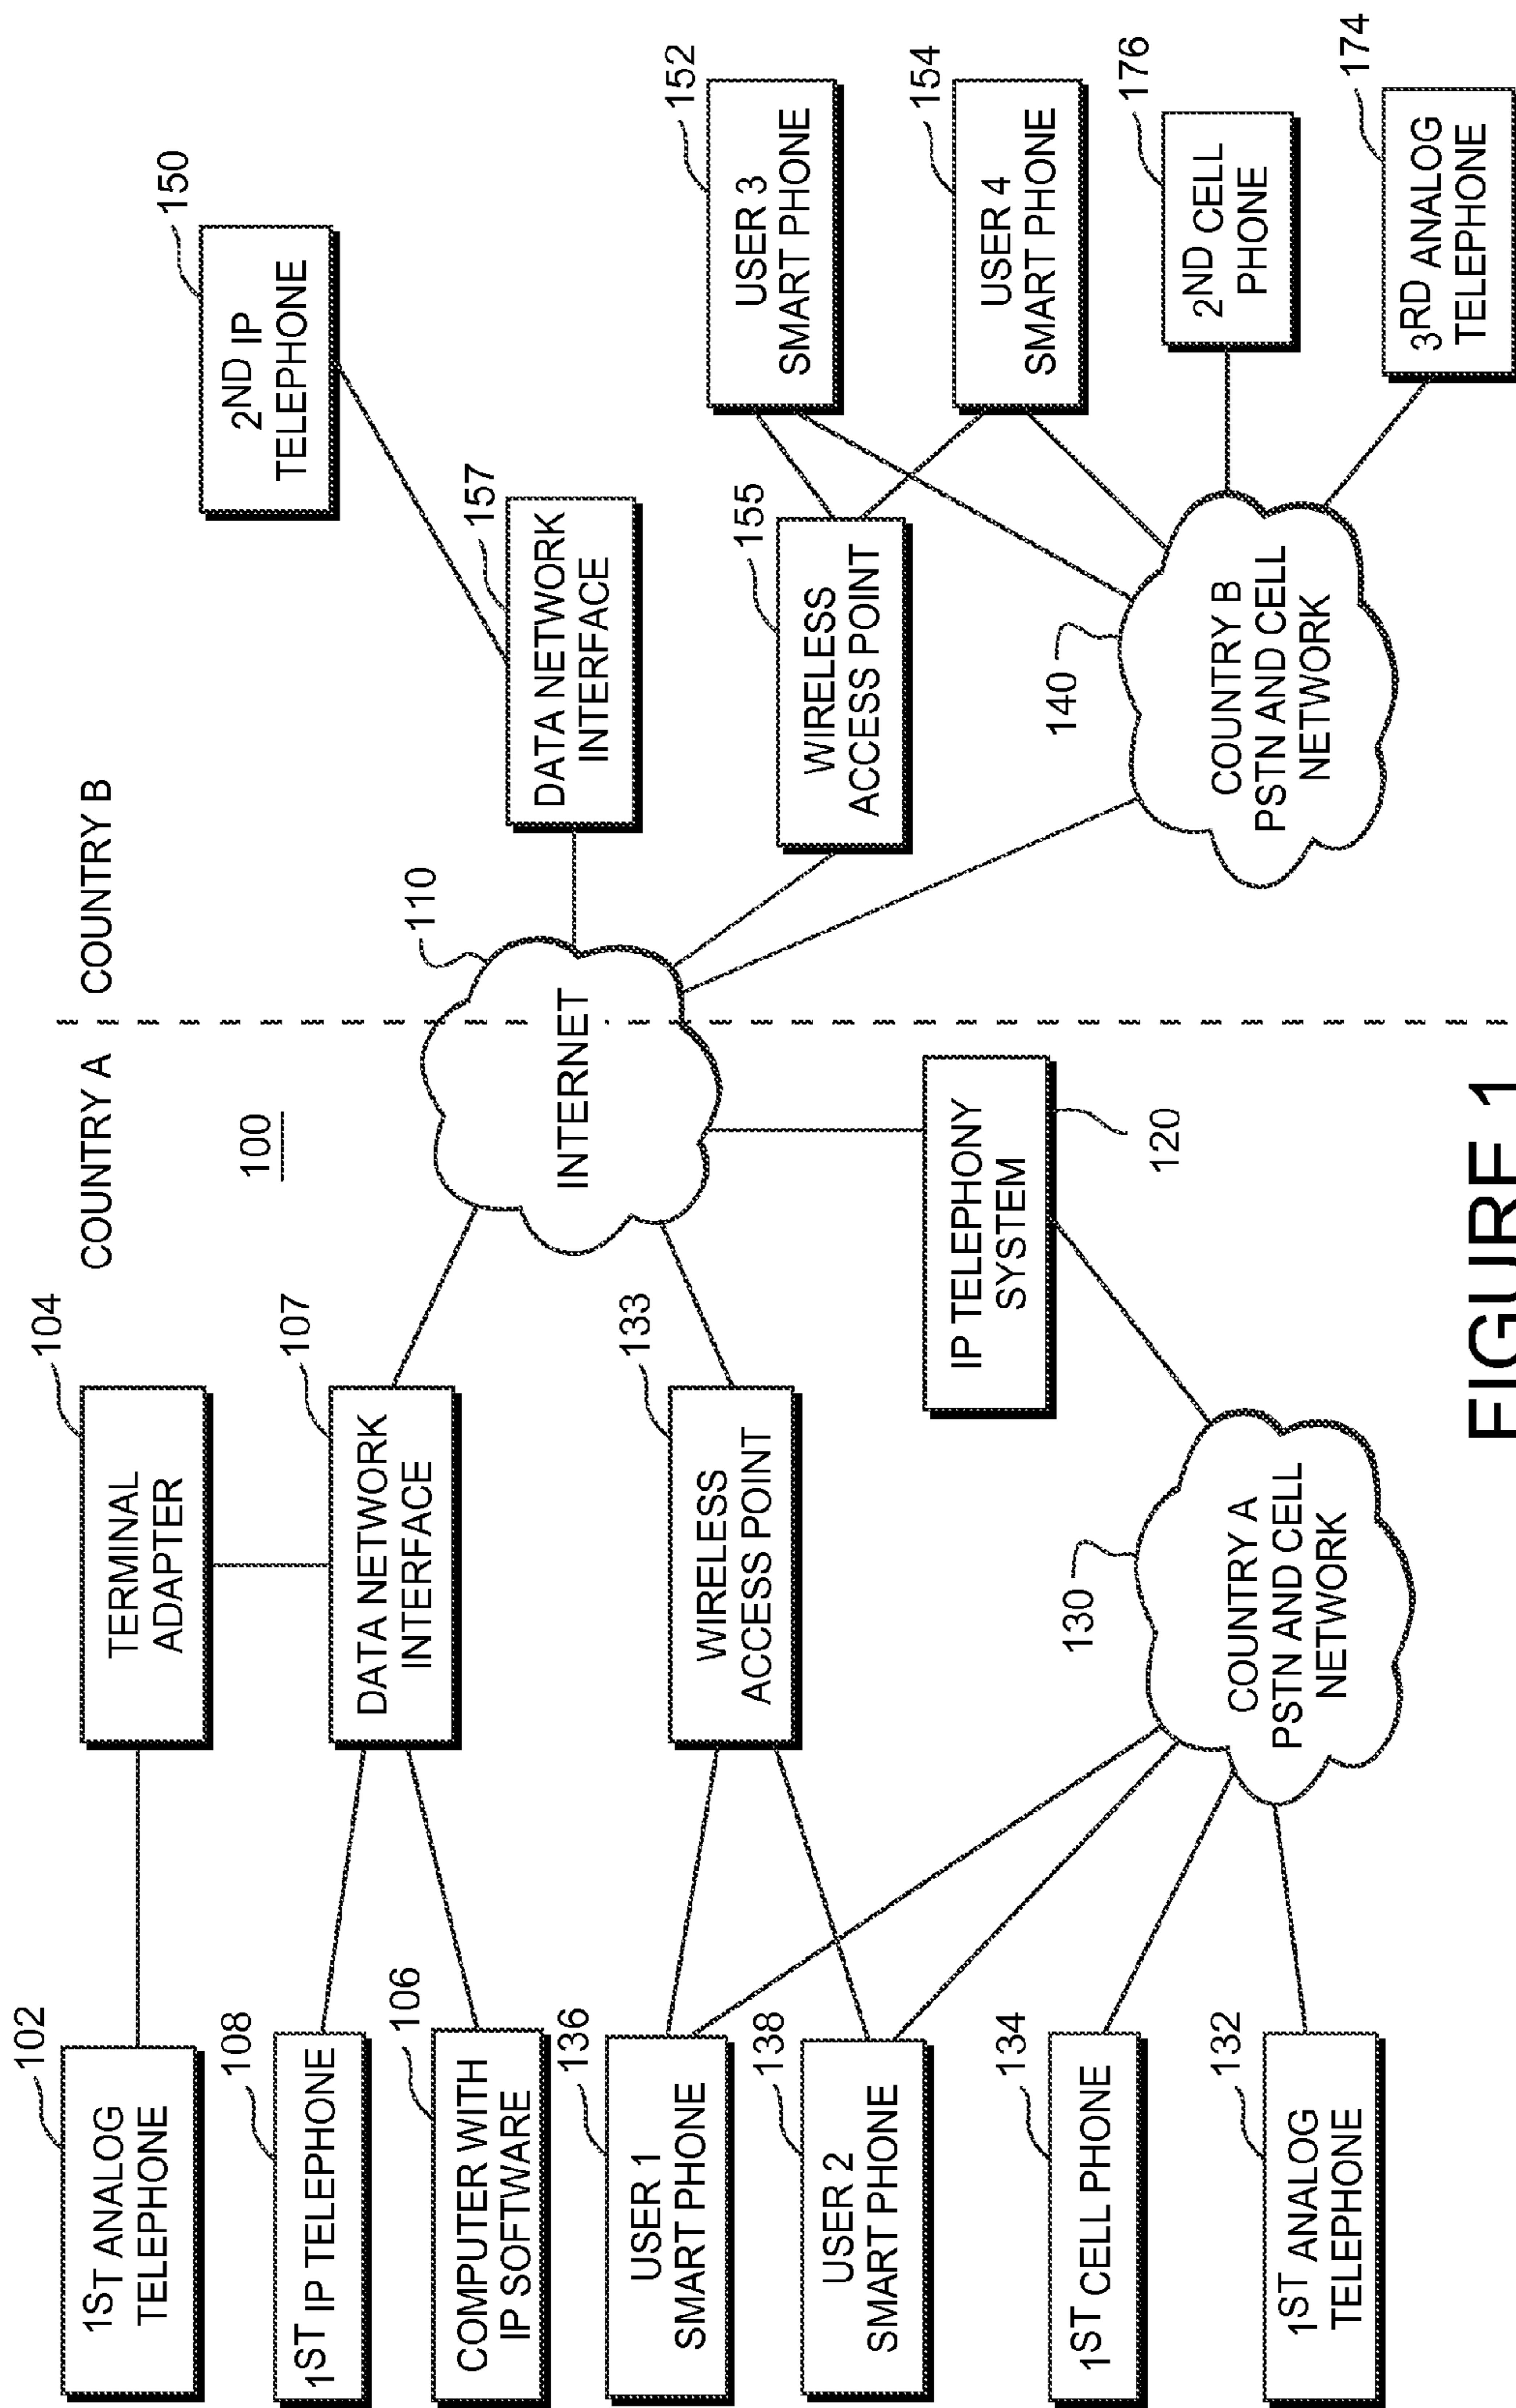 COUNTRY A
COUNTRY B
100
102
1ST ANALOG
TELEPHONE
104
TERMINAL
ADAPTER
108
1ST IP TELEPHONE
106
COMPUTER WITH
IP SOFTWARE
107
DATA NETWORK
INTERFACE
136
USER 1
SMART PHONE
138
USER 2
SMART PHONE
133
WIRELESS
ACCESS POINT
134
1ST CELL PHONE
132
1ST ANALOG
TELEPHONE
130
COUNTRY A
PSTN AND CELL
NETWORK
110
INTERNET
IP TELEPHONY
SYSTEM
120
150
2ND IP
TELEPHONE
157
DATA NETWORK
INTERFACE
155
WIRELESS
ACCESS POINT
152
USER 3
SMART PHONE
154
USER 4
SMART PHONE
140
COUNTRY B
PSTN AND CELL
NETWORK
176
2ND CELL
PHONE
174
3RD ANALOG
TELEPHONE
FIGURE 1